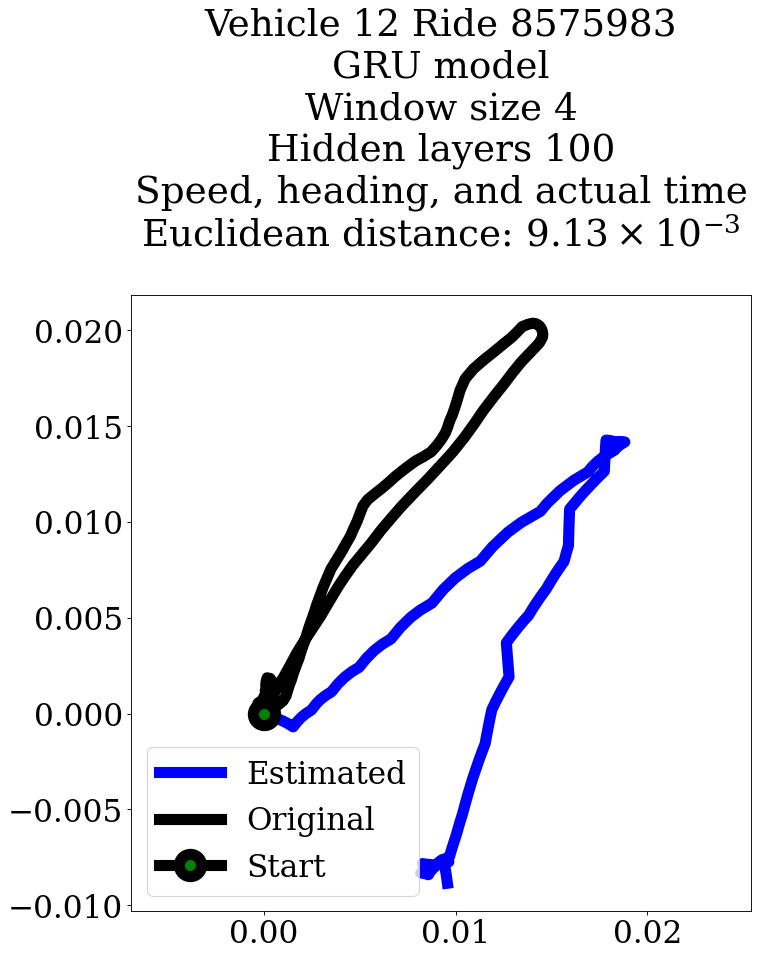 Vehicle 12 Ride 8575983
GRU model
Window size 4
Hidden layers 100
Speed, heading, and actual time
Euclidean distance: 9.13 × 10⁻³
0.020
0.015
0.010
0.005
0.000
−0.005
−0.010
Estimated
Original
Start
0.00 0.01 0.02